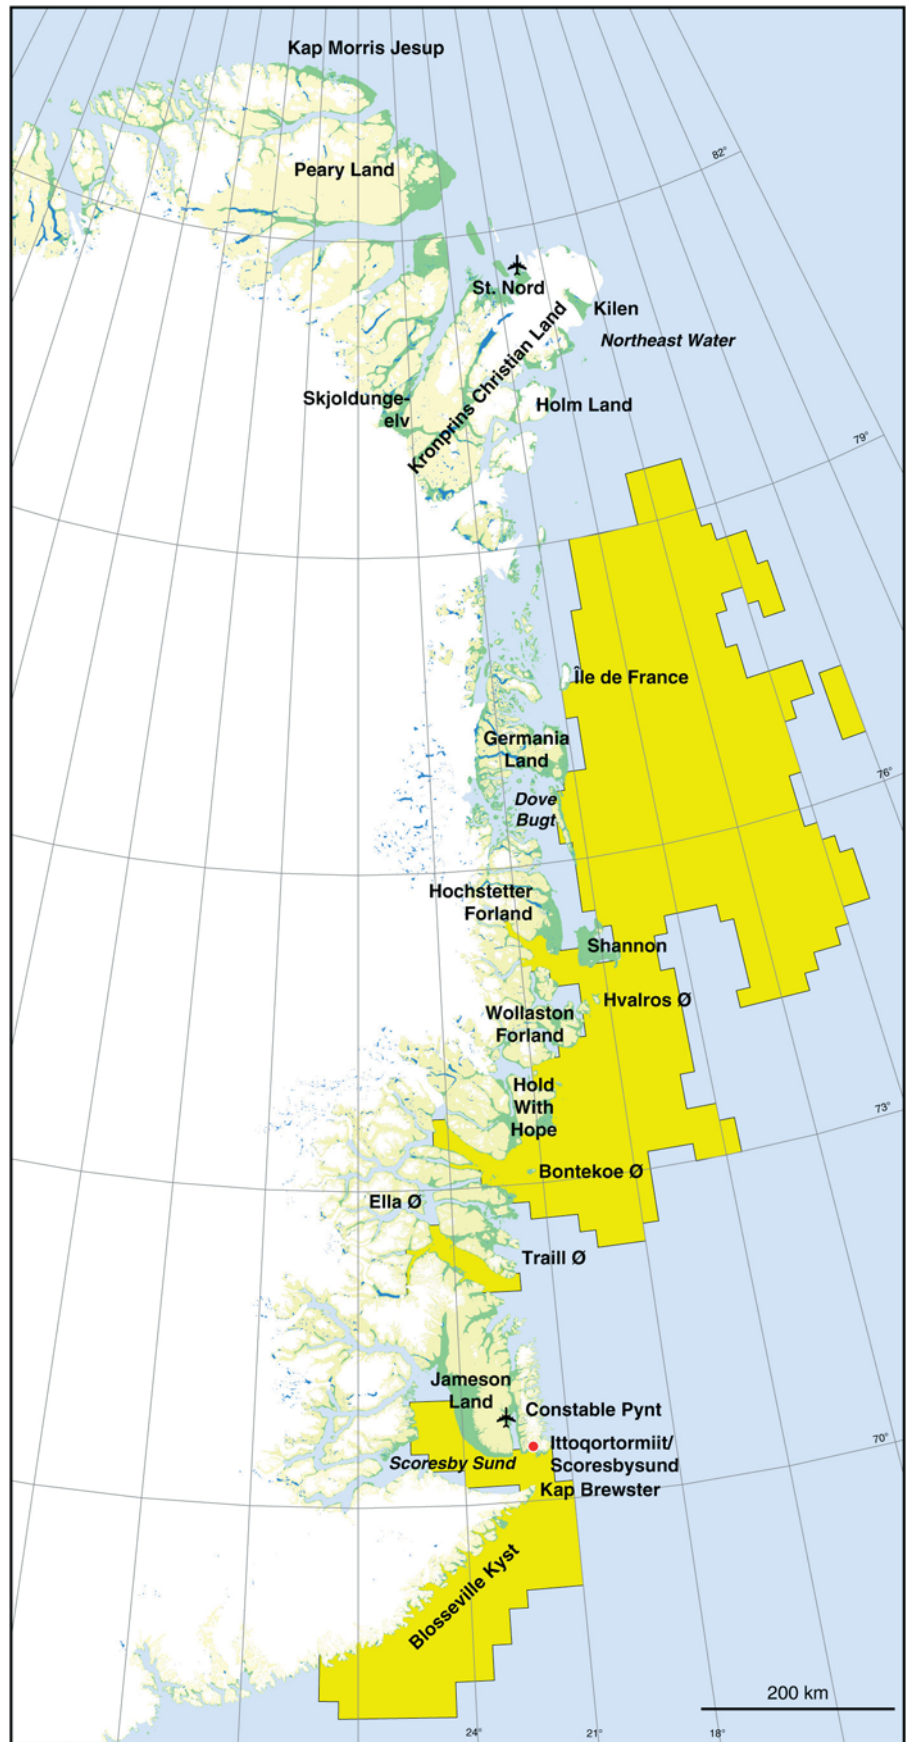 Kap Morris Jesup
82°
Peary Land
St. Nord
Kilen
Northeast Water
Kronprins Christian Land
Skjoldunge-
elv
Holm Land
79°
Île de France
Germania
Land
76°
Dove
Bugt
Hochstetter
Forland
Shannon
Hvalros Ø
Wollaston
Forland
Hold
With
Hope
73°
Bontekoe Ø
Ella Ø
Traill Ø
Jameson
Land
Constable Pynt
70°
Ittoqortormiit/
Scoresbysund
Scoresby Sund
Kap Brewster
Blosseville Kyst
200 km
24°
21°
18°